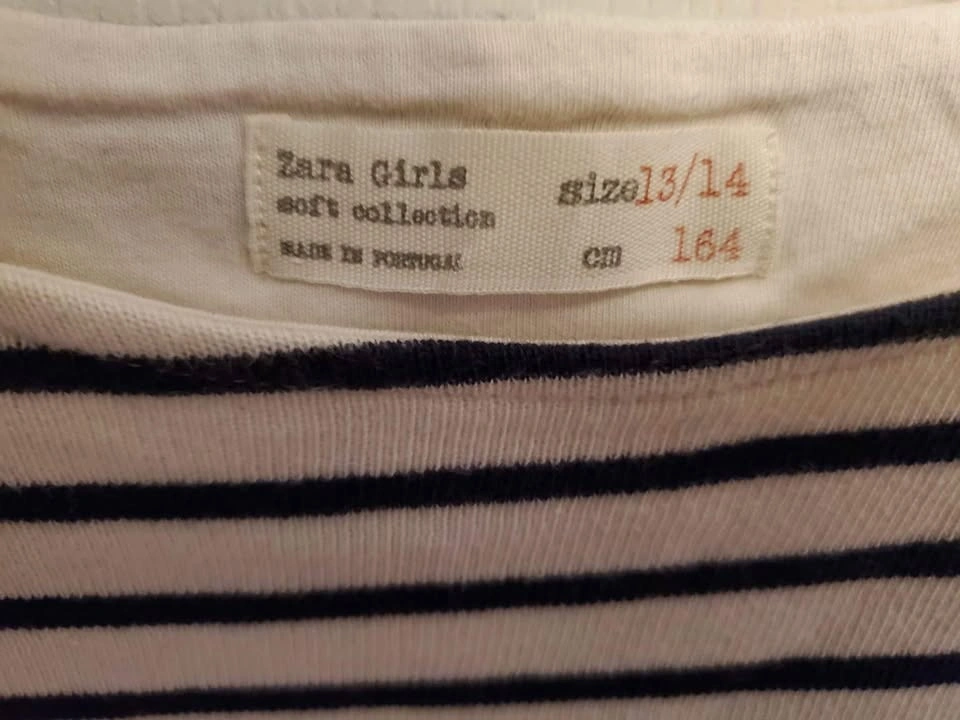 Zara Girls
soft collection
MADE IN PORTUGAL
size 13/14
cm 164